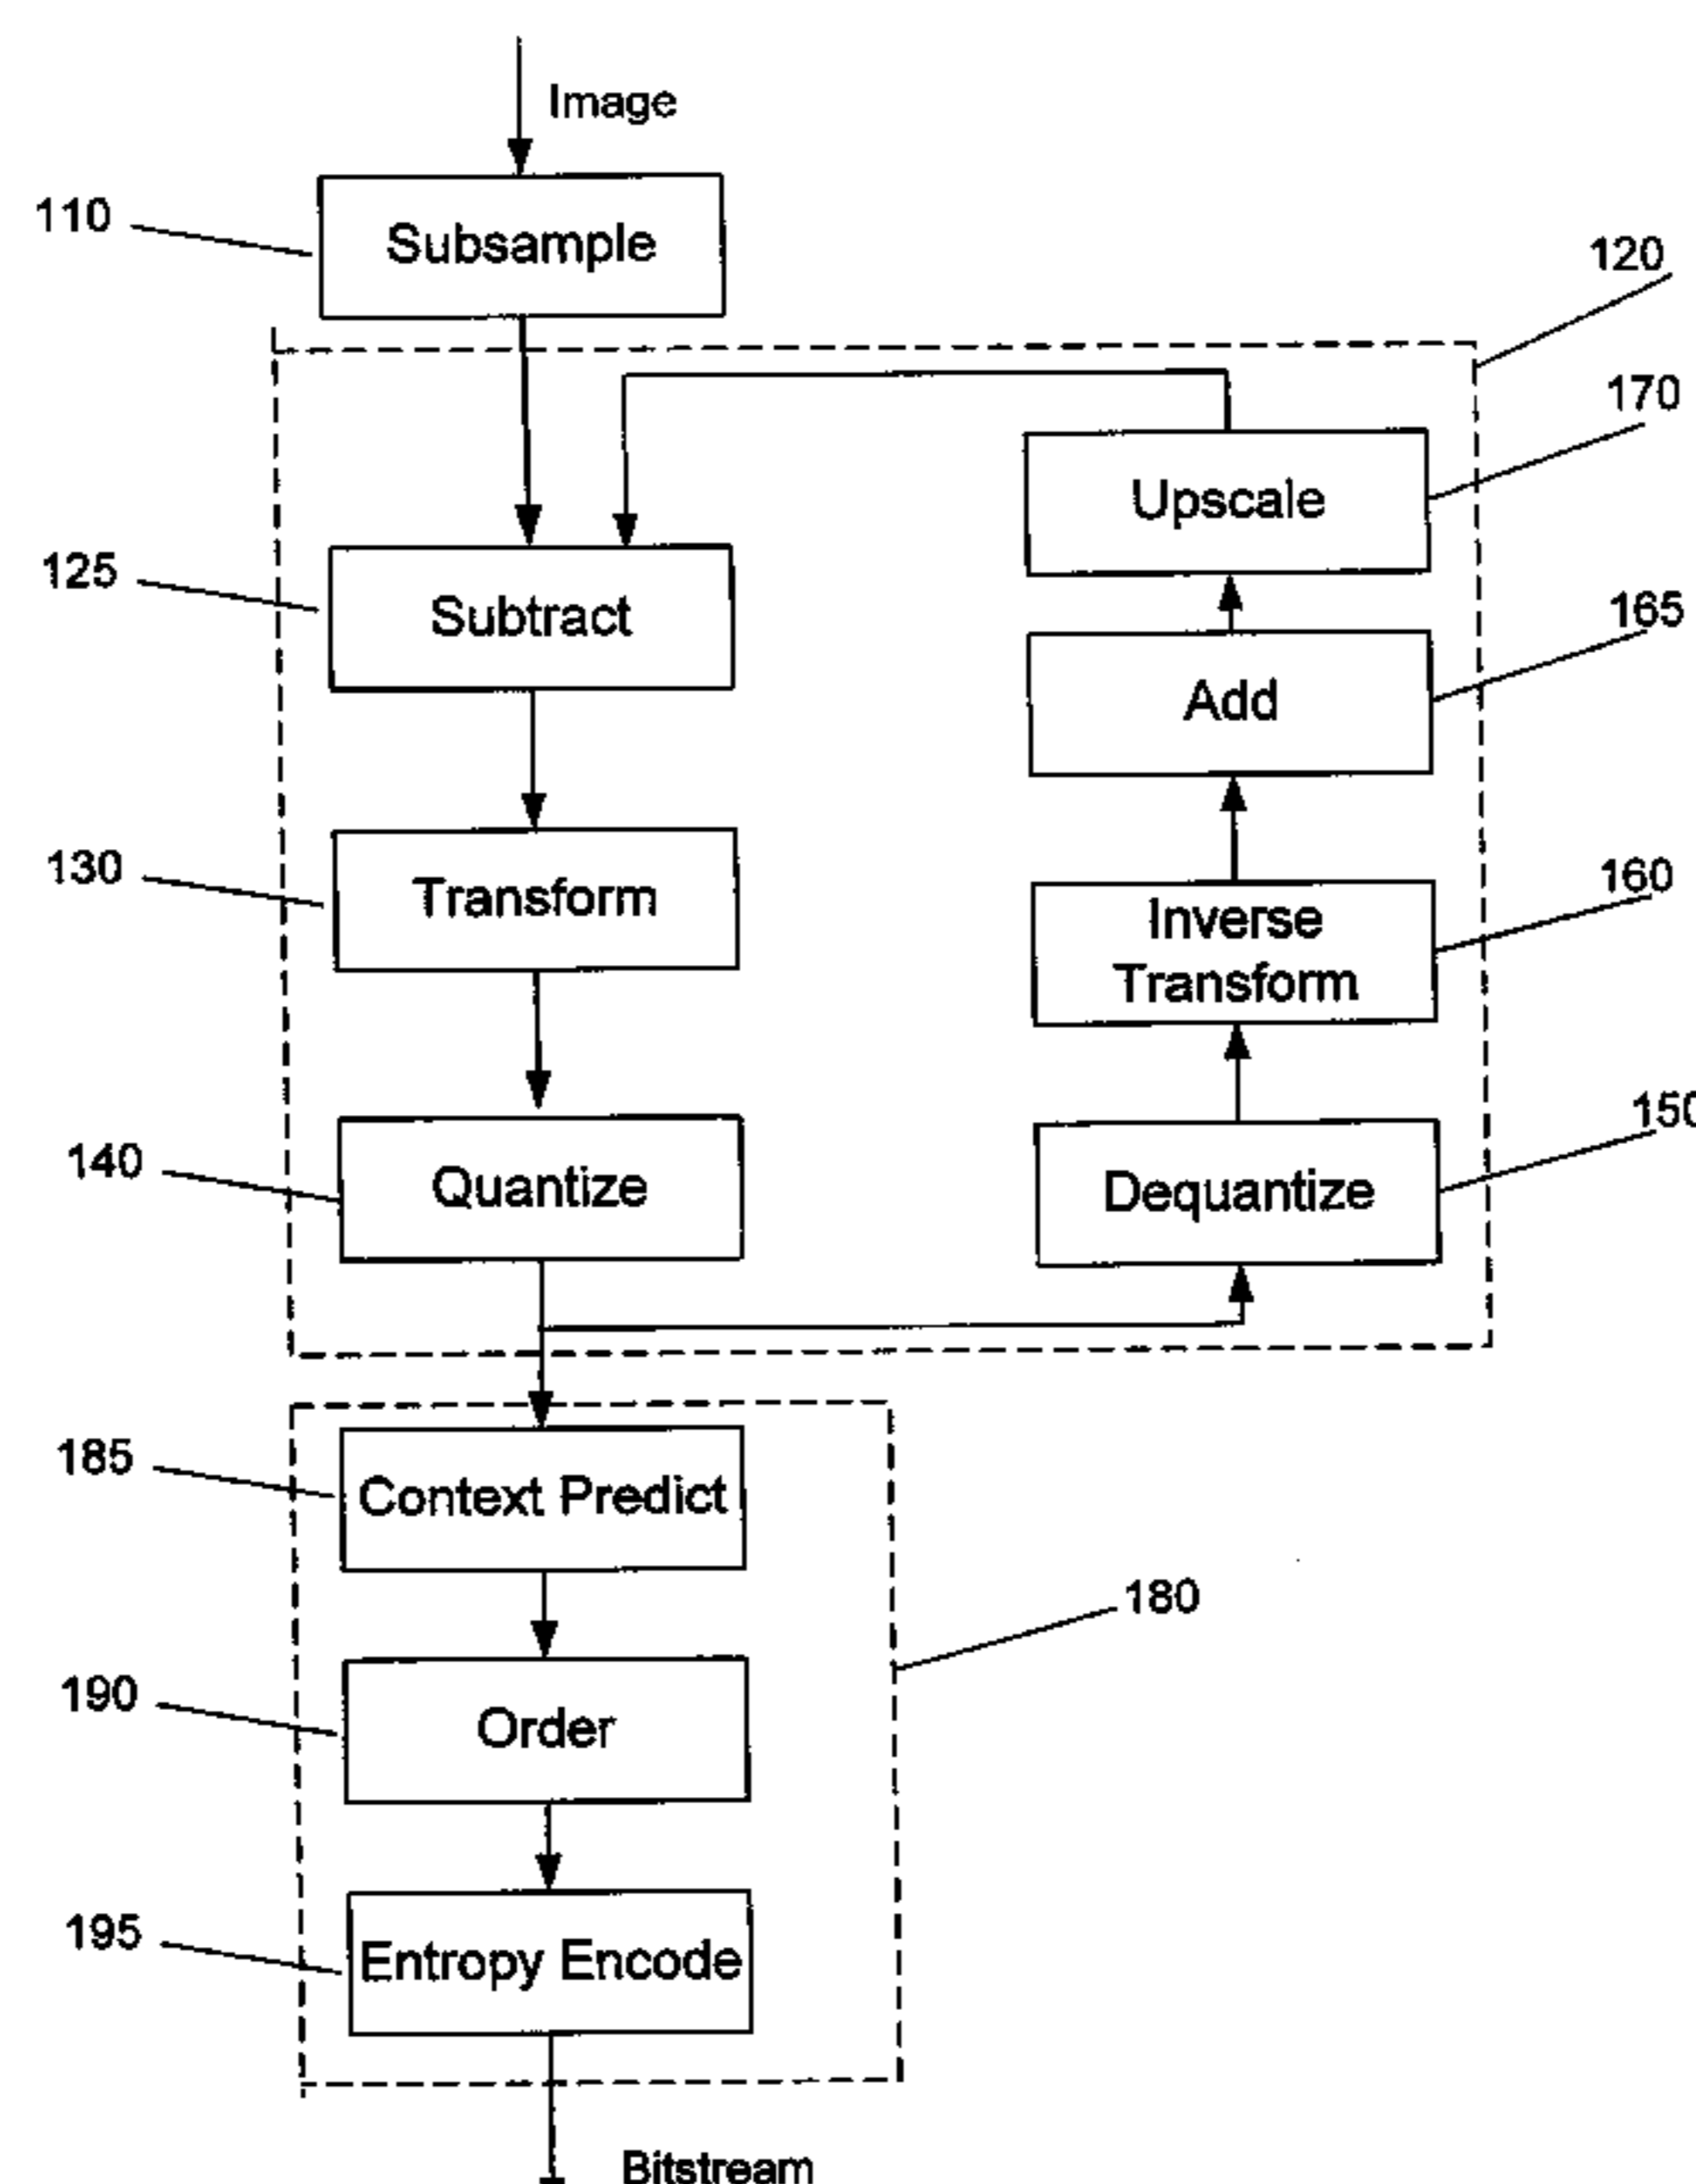 Image
110
Subsample
120
170
Upscale
125
Subtract
165
Add
130
Transform
160
Inverse
Transform
140
Quantize
150
Dequantize
185
Context Predict
180
190
Order
195
Entropy Encode
Bitstream